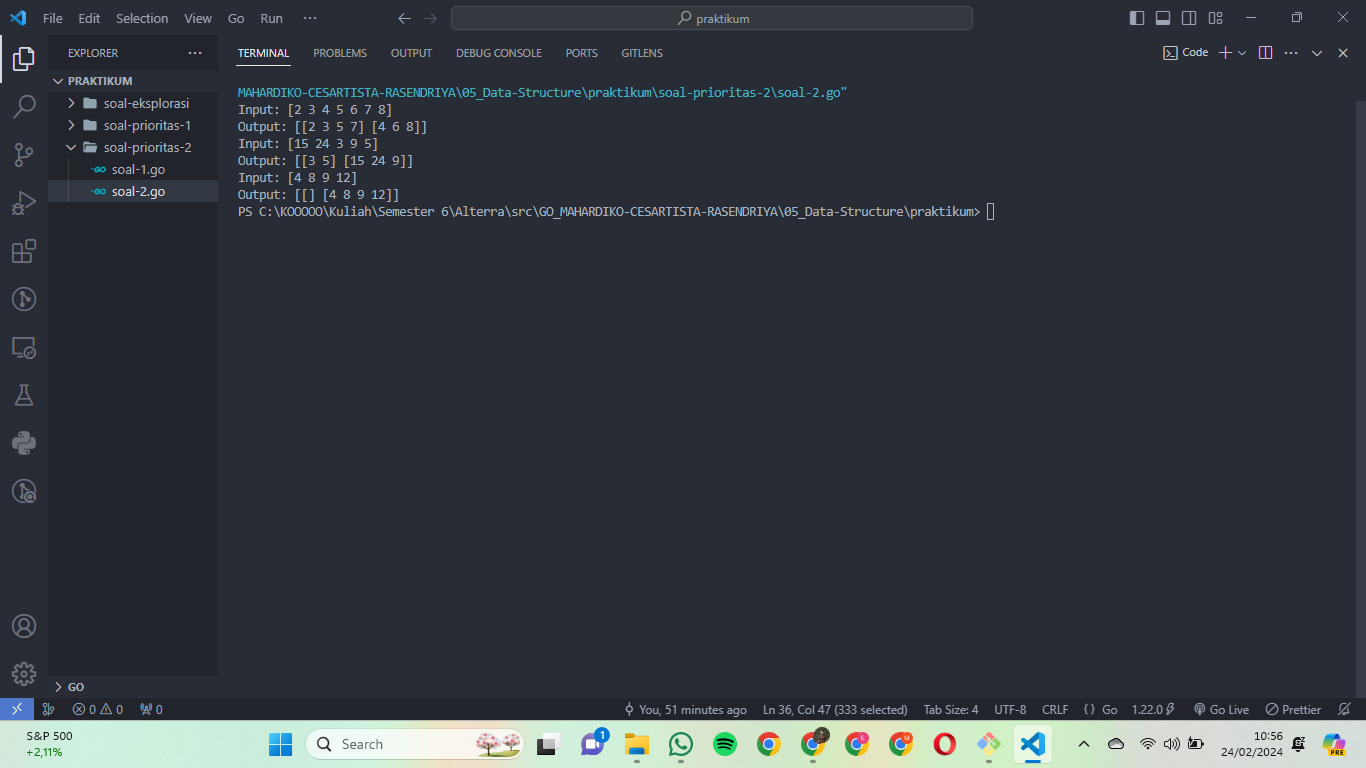 File Edit Selection View Go Run ··· praktikum
EXPLORER ···
PRAKTIKUM
soal-eksplorasi
soal-prioritas-1
soal-prioritas-2
GO soal-1.go
GO soal-2.go
GO
TERMINAL PROBLEMS OUTPUT DEBUG CONSOLE PORTS GITLENS Code
MAHARDIKO-CESARTISTA-RASENDRIYA\05_Data-Structure\praktikum\soal-prioritas-2\soal-2.go"
Input: [2 3 4 5 6 7 8]
Output: [[2 3 5 7] [4 6 8]]
Input: [15 24 3 9 5]
Output: [[3 5] [15 24 9]]
Input: [4 8 9 12]
Output: [[] [4 8 9 12]]
PS C:\KOOOOO\Kuliah\Semester 6\Alterra\src\GO_MAHARDIKO-CESARTISTA-RASENDRIYA\05_Data-Structure\praktikum>
0 0 0 You, 51 minutes ago Ln 36, Col 47 (333 selected) Tab Size: 4 UTF-8 CRLF {} Go 1.22.0 Go Live Prettier
S&P 500
+2,11%
Search
1
E
M
10:56
24/02/2024
PRE